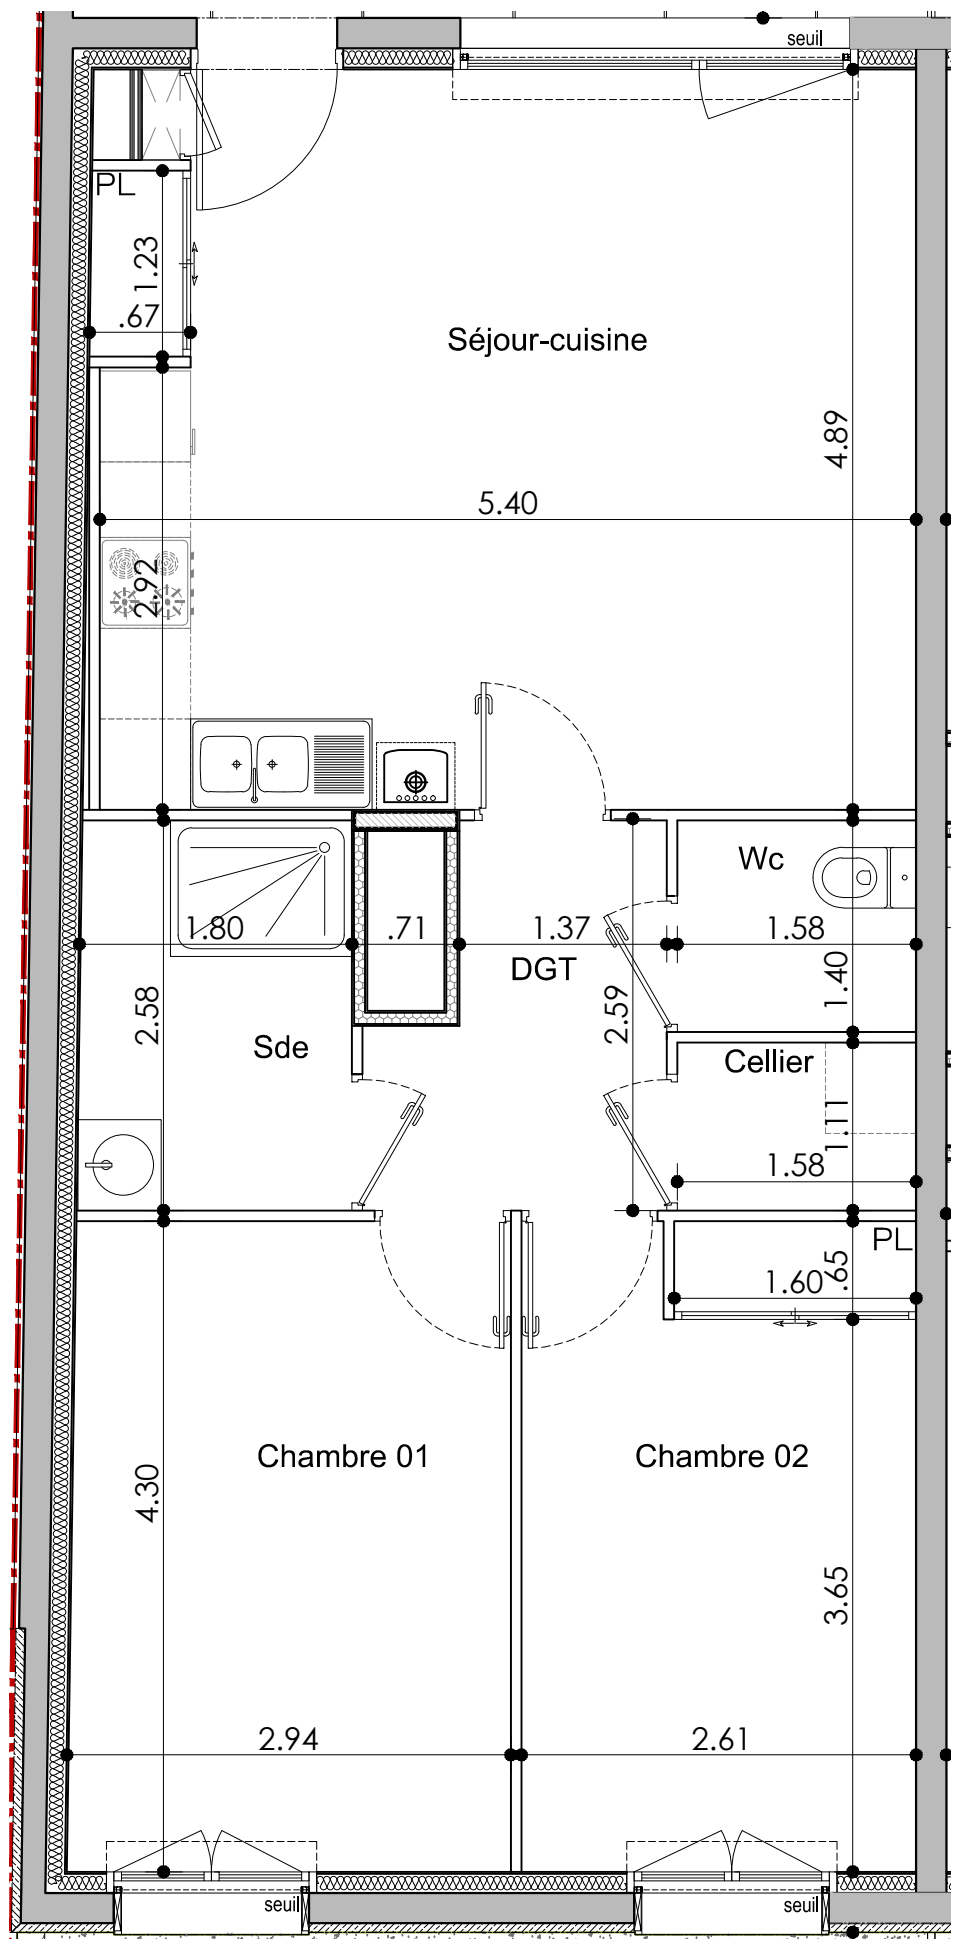 seuil
PL
1.23
.67
Séjour-cuisine
4.89
5.40
2.92
Wc
1.80
.71
1.37
1.58
DGT
2.58
2.59
1.40
Sde
Cellier
1.11
1.58
PL
.65
1.60
Chambre 01
Chambre 02
4.30
3.65
2.94
2.61
seuil
seuil